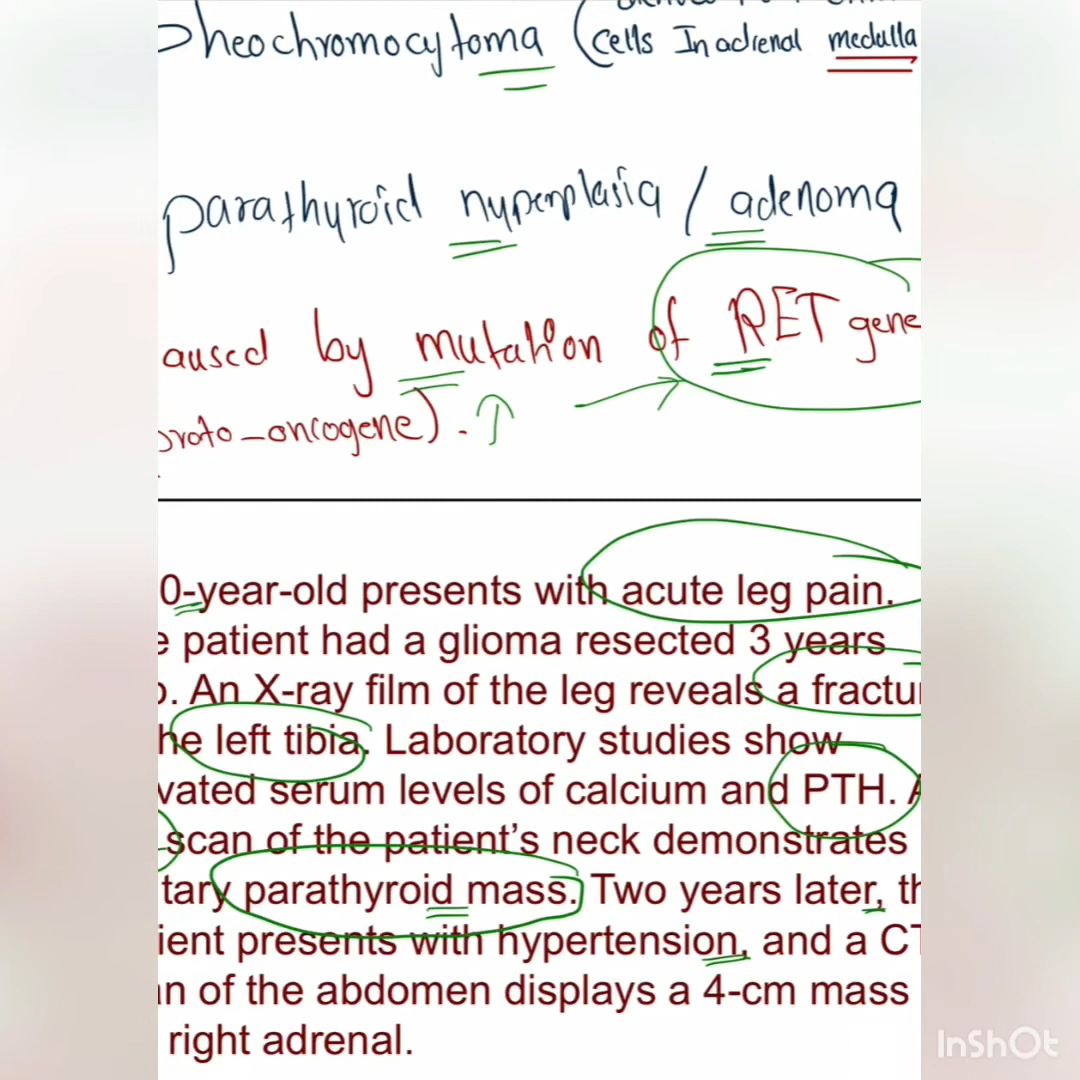 Pheochromocytoma (cells In adrenal medulla
parathyroid hyperplasia / adenoma
aused by mutation of RET gene
proto-oncogene). ↑
0-year-old presents with acute leg pain.
e patient had a glioma resected 3 years
o. An X-ray film of the leg reveals a fractu
he left tibia. Laboratory studies show
vated serum levels of calcium and PTH. A
scan of the patient's neck demonstrates
tary parathyroid mass. Two years later, th
ient presents with hypertension, and a CT
an of the abdomen displays a 4-cm mass
right adrenal.
InShOt